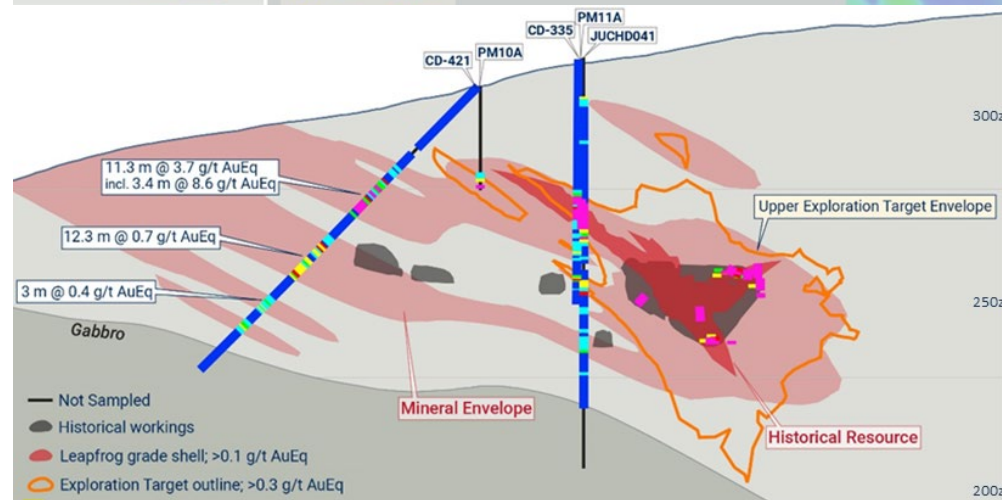 PM11A
CD-335
JUCHD041
CD-421
PM10A
300z
11.3 m @ 3.7 g/t AuEq
incl. 3.4 m @ 8.6 g/t AuEq
Upper Exploration Target Envelope
12.3 m @ 0.7 g/t AuEq
3 m @ 0.4 g/t AuEq
250z
Gabbro
Not Sampled
Mineral Envelope
Historical workings
Historical Resource
Leapfrog grade shell; >0.1 g/t AuEq
Exploration Target outline; >0.3 g/t AuEq
200z